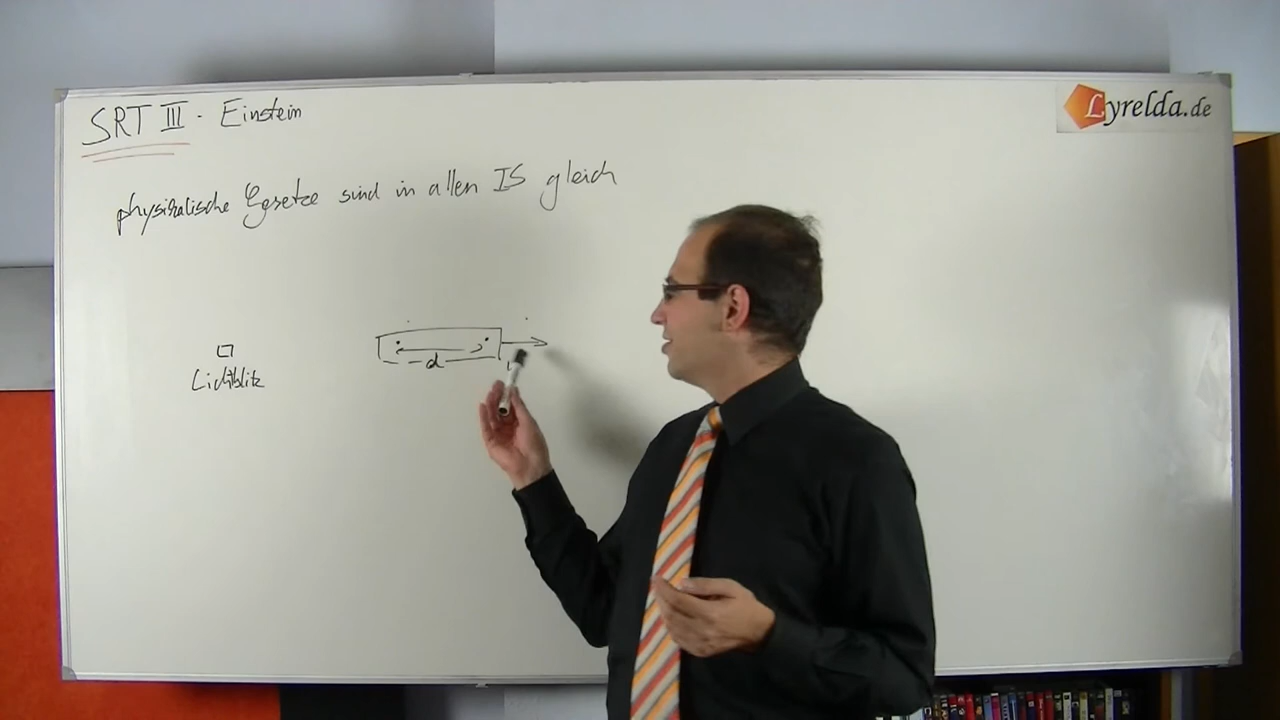 SRT III - Einstein
Lyrelda.de
physikalische Gesetze sind in allen IS gleich
d
Lichtblitz